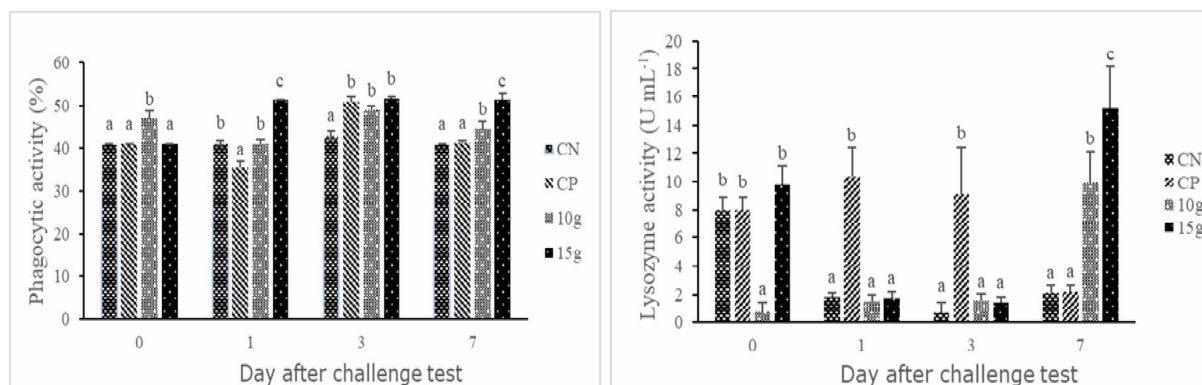 Phagocytic activity (%)
60
50
40
30
20
10
0
a a b a
b a b c
a b b b
a a b c
0 1 3 7
Day after challenge test
CN
CP
10g
15g
Lysozyme activity (U mL⁻¹)
20
18
16
14
12
10
8
6
4
2
0
b b a b
a b a a
a b a a
a a b c
0 1 3 7
Day after challenge test
CN
CP
10g
15g